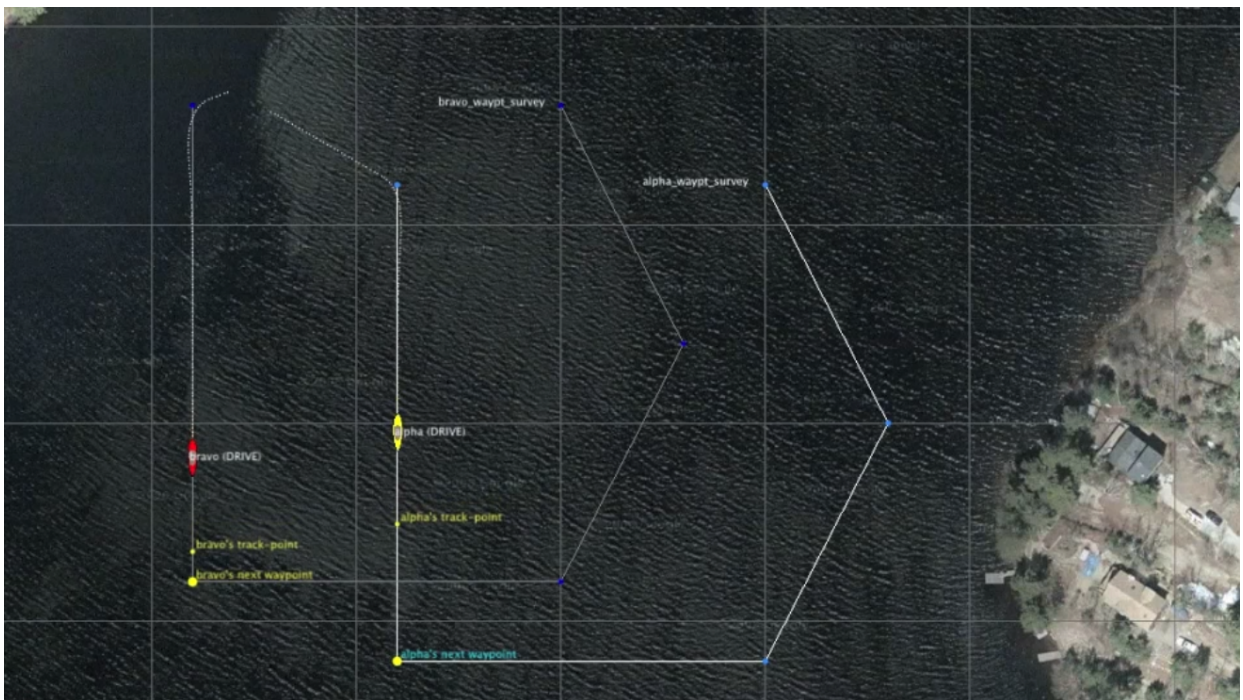 bravo_waypt_survey
alpha_waypt_survey
alpha (DRIVE)
bravo (DRIVE)
alpha's track-point
bravo's track-point
bravo's next waypoint
alpha's next waypoint